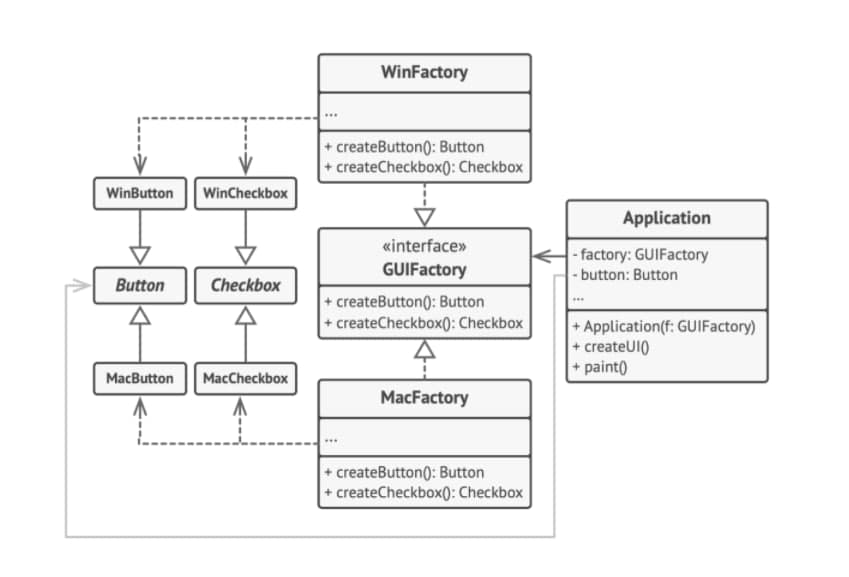 WinFactory
...
+ createButton(): Button
+ createCheckbox(): Checkbox
WinButton
WinCheckbox
Button
Checkbox
MacButton
MacCheckbox
«interface»
GUIFactory
+ createButton(): Button
+ createCheckbox(): Checkbox
MacFactory
...
+ createButton(): Button
+ createCheckbox(): Checkbox
Application
- factory: GUIFactory
- button: Button
...
+ Application(f: GUIFactory)
+ createUI()
+ paint()